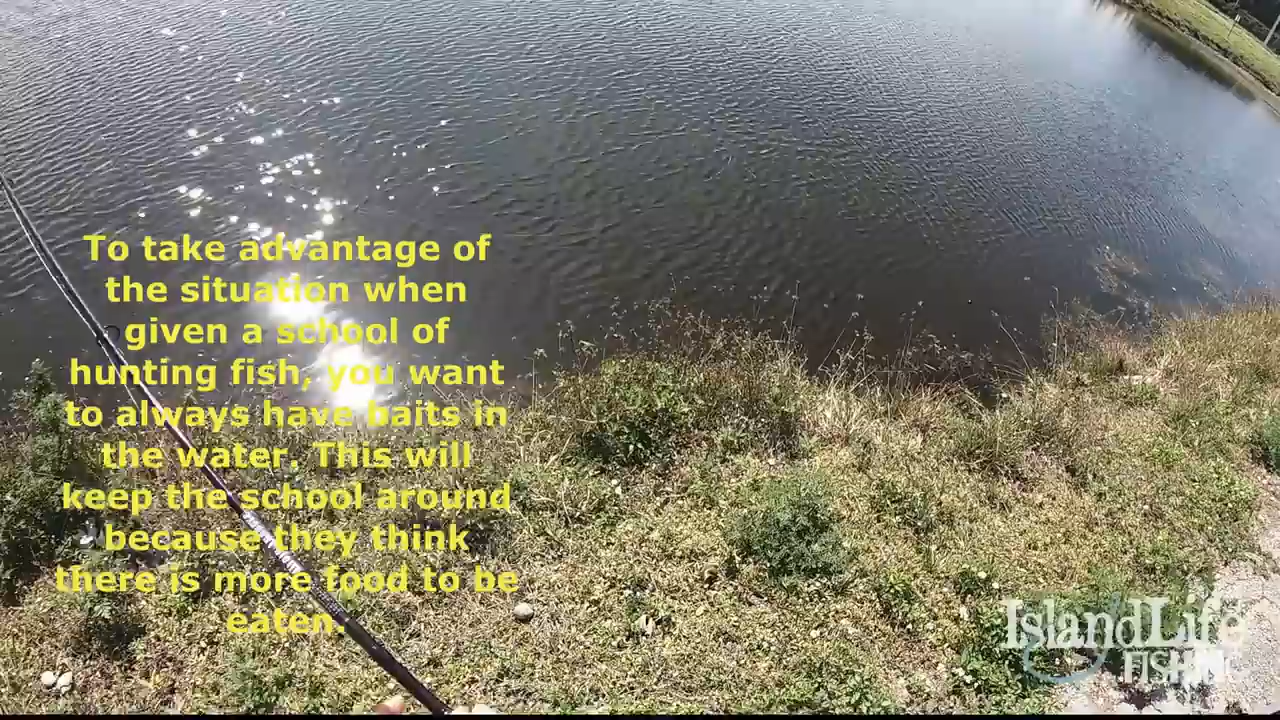 To take advantage of
the situation when
given a school of
hunting fish, you want
to always have baits in
the water. This will
keep the school around
because they think
there is more food to be
eaten.
IslandLife
FISHING